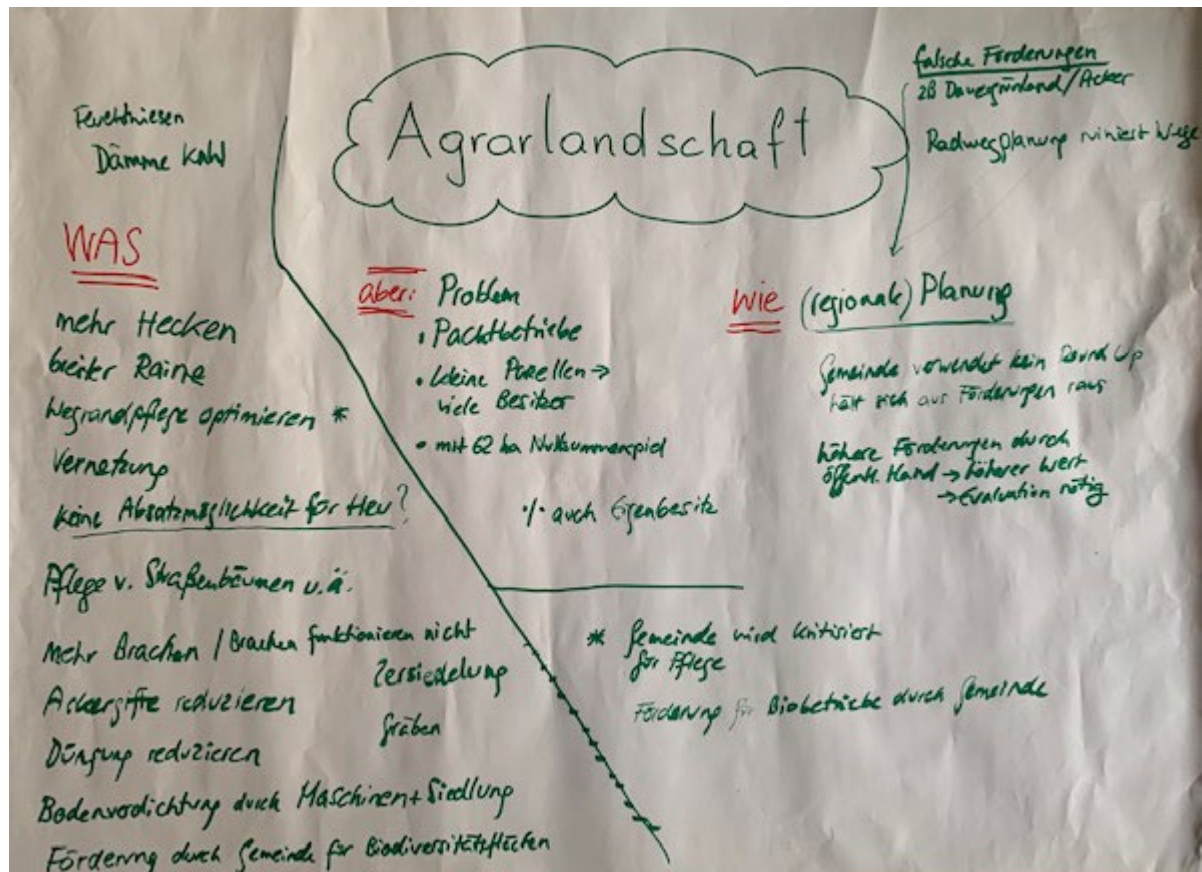 Agrarlandschaft
Feuchtwiesen
Dämme Kahl
falsche Förderungen
zB Dauergrünland/Acker
Radwegplanung ruiniert Wege
WAS
mehr Hecken
breiter Raine
Wegrandpflege optimieren *
Vernetzung
keine Absatzmöglichkeit för Heu?
Pflege v. Straßenbäumen u.ä.
Mehr Brachen / Brachen funktionieren nicht
Zersiedelung
Ackergifte reduzieren
Gräben
Düngung reduzieren
Bodenverdichtung durch Maschinen + Siedlung
Förderung durch Gemeinde für Biodiversitätsflächen
aber: Problem
• Pachtbetriebe
• kleine Parzellen →
viele Besitzer
• mit 62 ha Nullsummenspiel
·/· auch Eigenbesitz
wie (regionale) Planung
Gemeinde verwendet kein Round Up
hält sich aus Förderungen raus
höhere Förderungen durch
öffentl. Hand → höherer Wert
→ Evaluation nötig
* Gemeinde wird kritisiert
für Pflege
Förderung für Biobetriebe durch Gemeinde